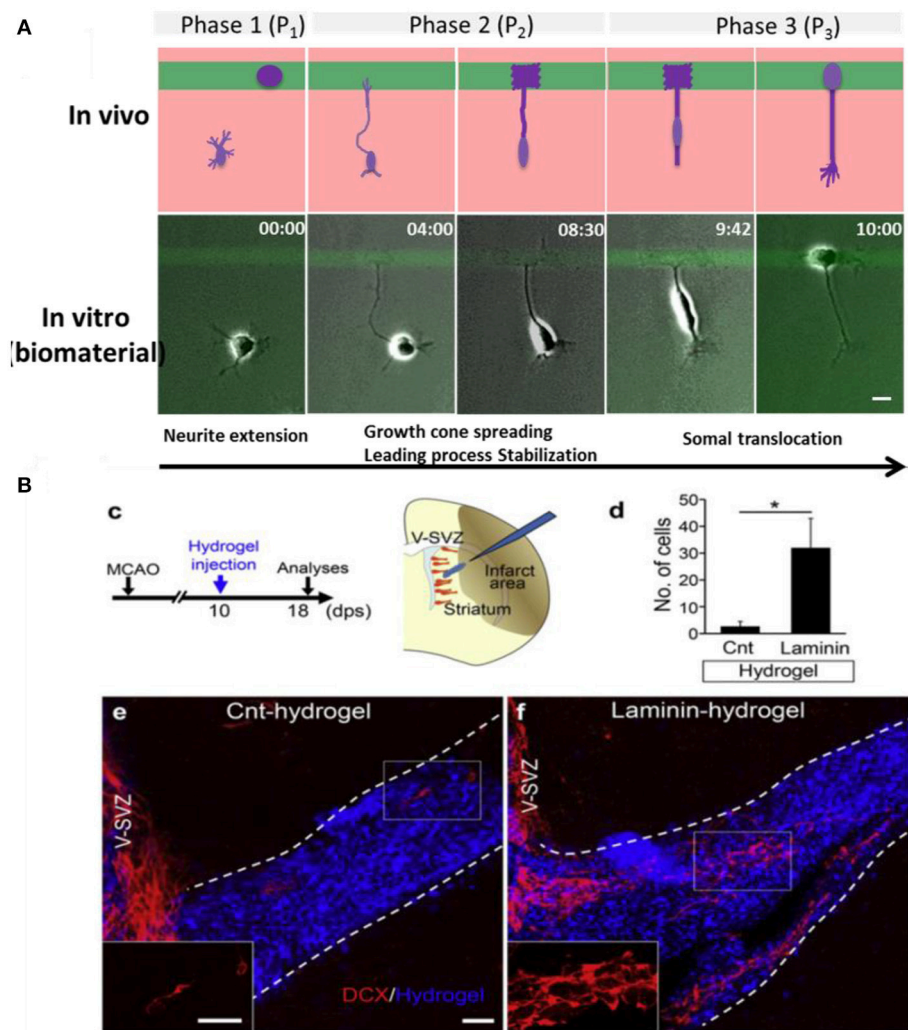 A
Phase 1 (P1)
Phase 2 (P2)
Phase 3 (P3)
In vivo
00:00
04:00
08:30
9:42
10:00
In vitro
(biomaterial)
Neurite extension
Growth cone spreading
Leading process Stabilization
Somal translocation
B
c
MCAO
Hydrogel
injection
Analyses
10
18
(dps)
V-SVZ
Infarct
area
Striatum
d
No. of cells
50
40
30
20
10
0
*
Cnt
Laminin
Hydrogel
e
Cnt-hydrogel
V-SVZ
DCX/Hydrogel
f
Laminin-hydrogel
V-SVZ